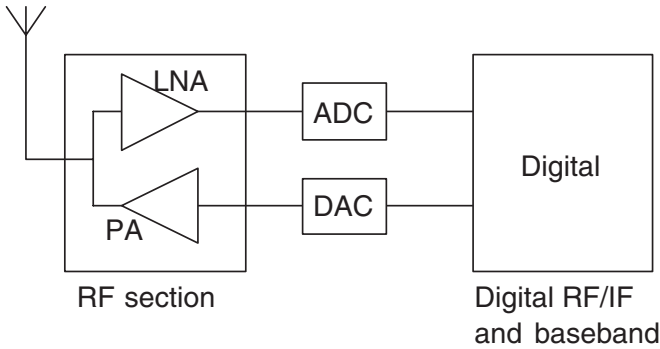 LNA
ADC
Digital
DAC
PA
RF section
Digital RF/IF
and baseband